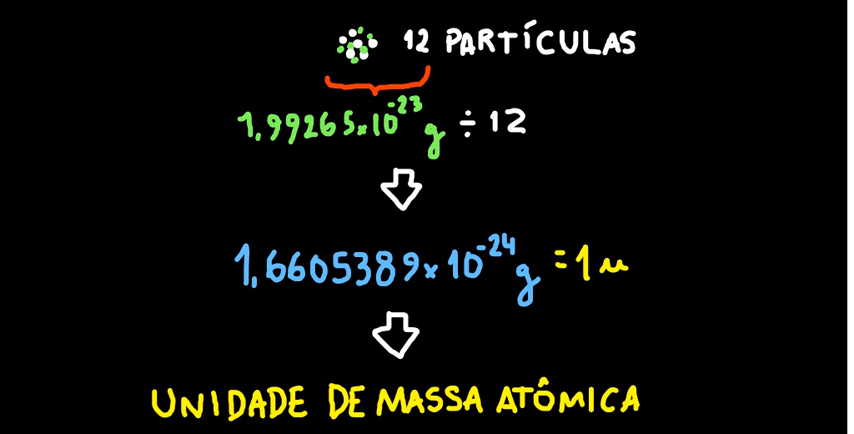 12 PARTÍCULAS
1,99265x10⁻²³ g ÷ 12
1,6605389x10⁻²⁴ g = 1 u
UNIDADE DE MASSA ATÔMICA